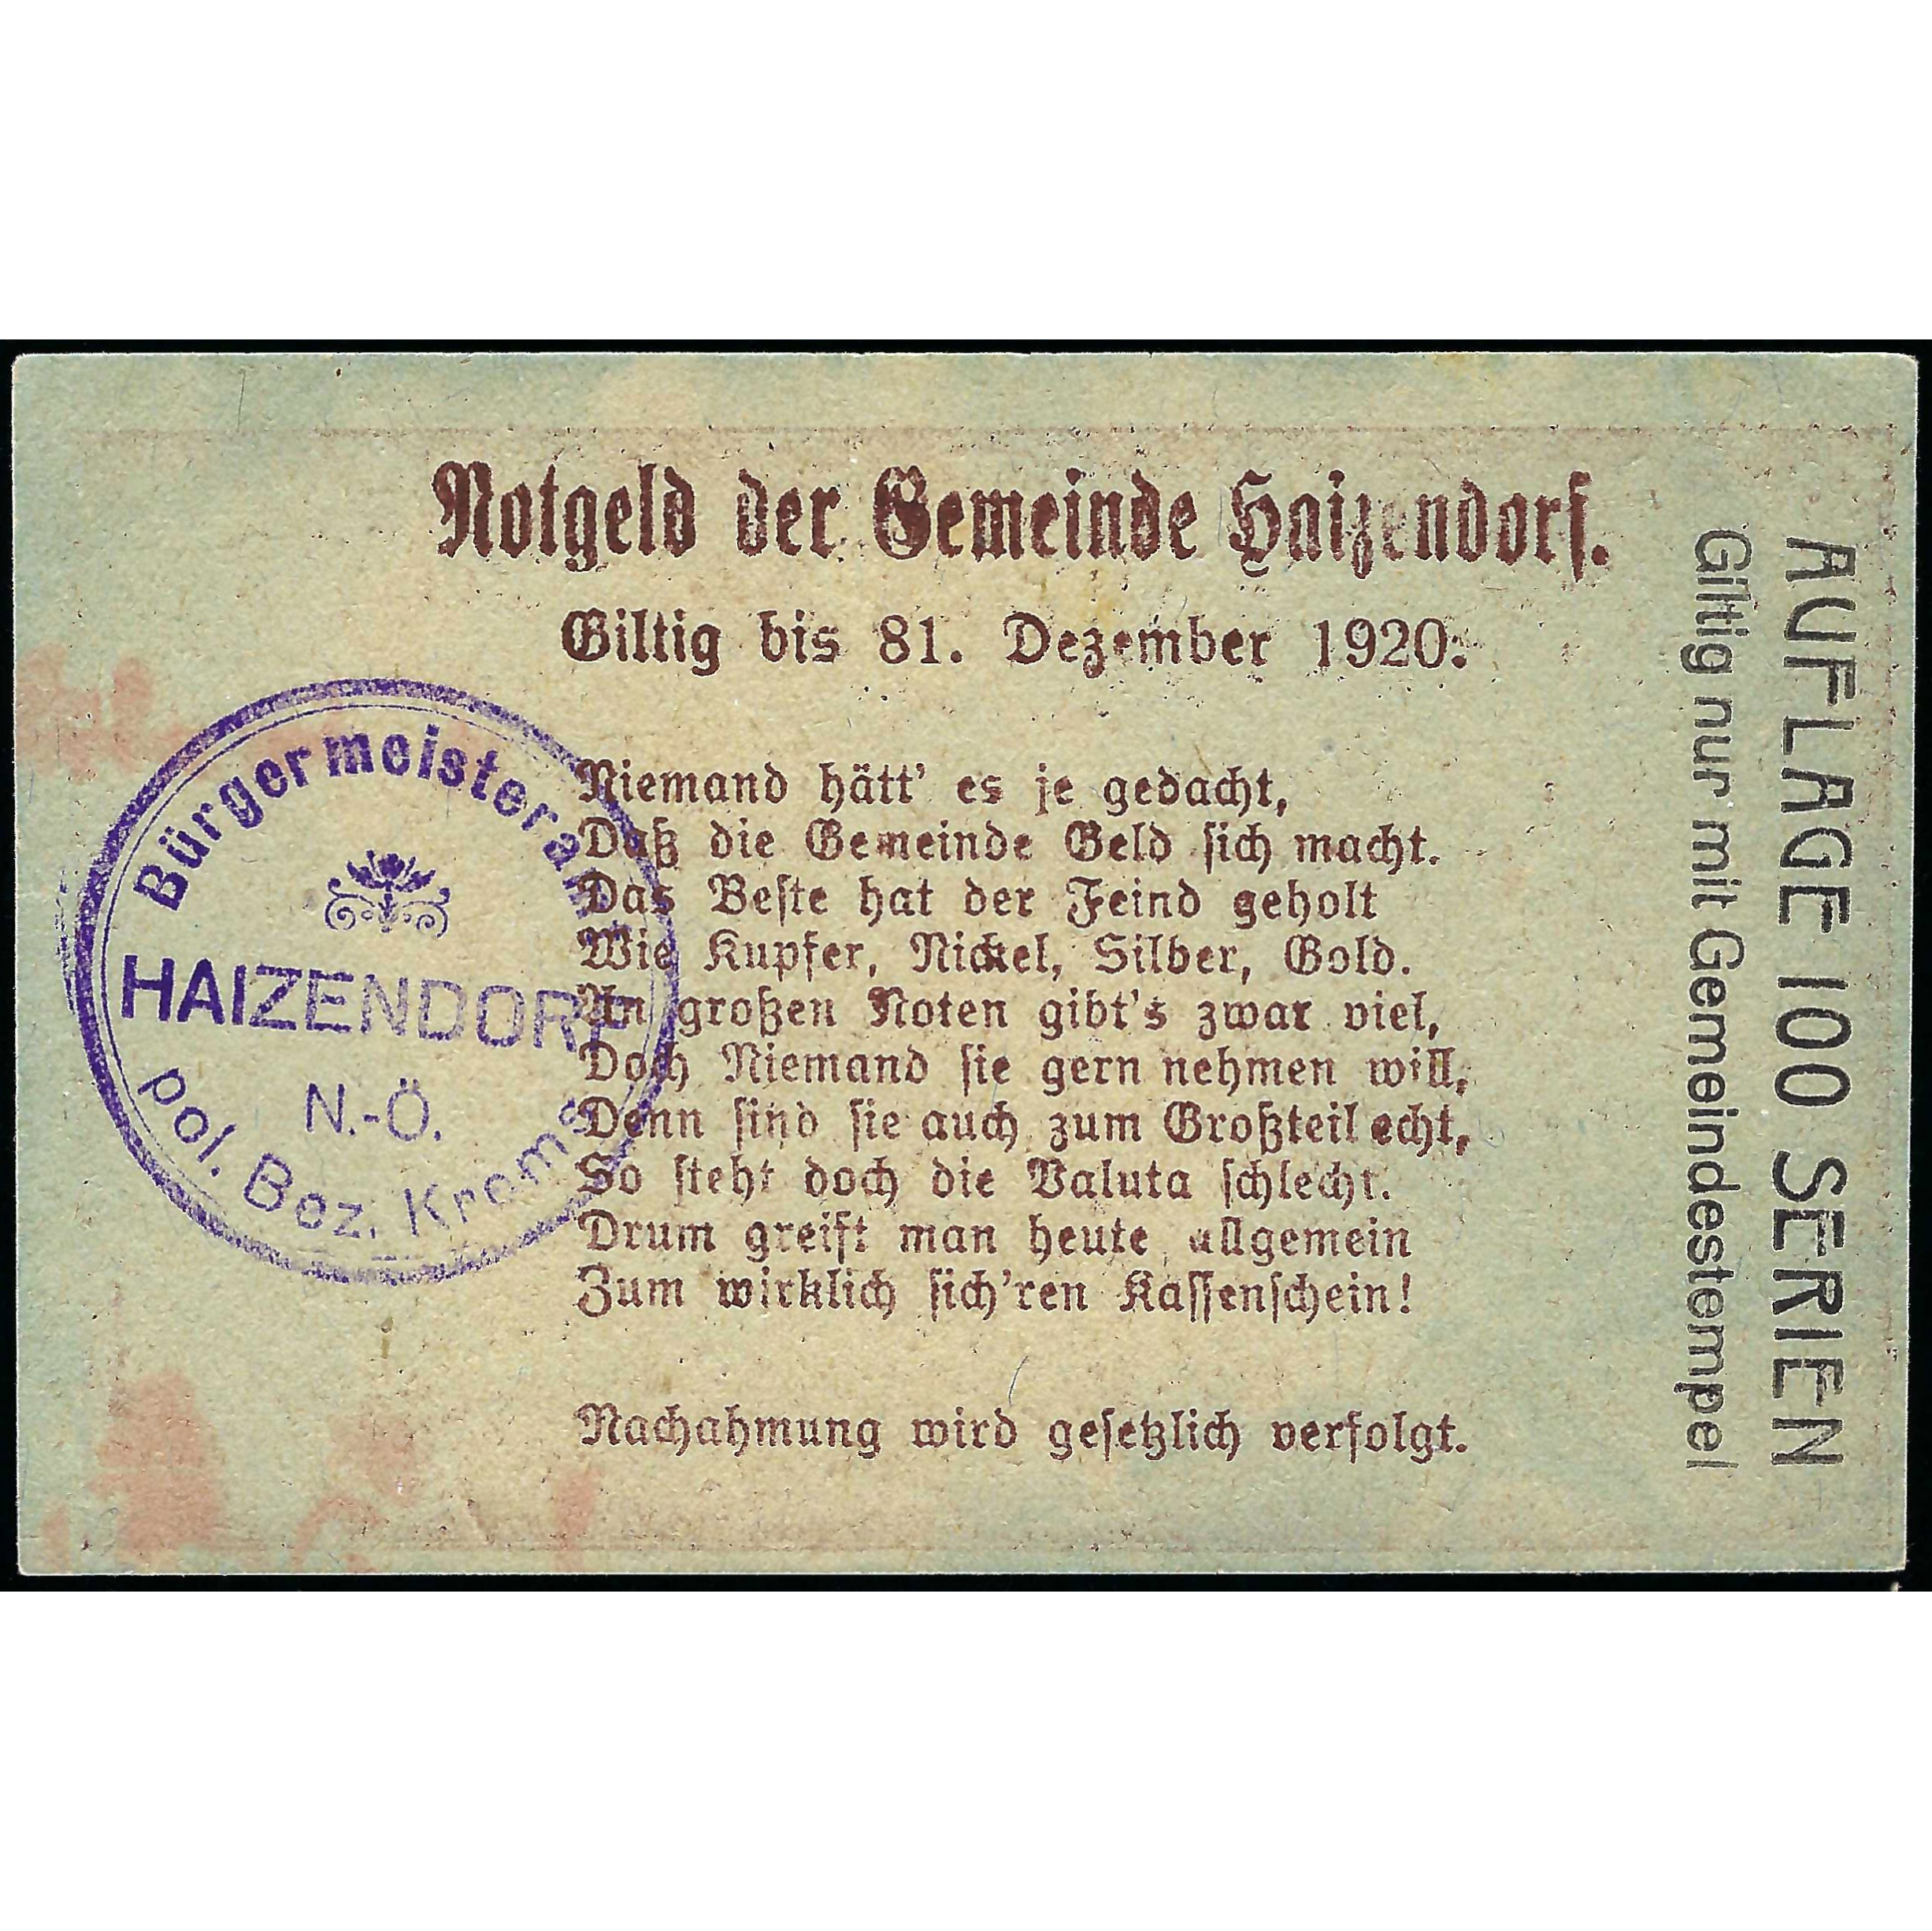 Notgeld der Gemeinde Haizendorf.
Giltig bis 81. Dezember 1920.
Niemand hätt' es je gedacht,
Daß die Gemeinde Geld sich macht.
Das Beste hat der Feind geholt
Wie Kupfer, Nickel, Silber, Gold.
An großen Noten gibt's zwar viel,
Doch Niemand sie gern nehmen will,
Denn sind sie auch zum Großteil echt,
So steht doch die Valuta schlecht.
Drum greift man heute allgemein
Zum wirklich sich'ren Kassenschein!
Nachahmung wird gesetzlich verfolgt.
Bürgermeisteramt
HAIZENDORF
N.-Ö.
pol. Bez. Krems
AUFLAGE 100 SERIEN
Giltig nur mit Gemeindestempel